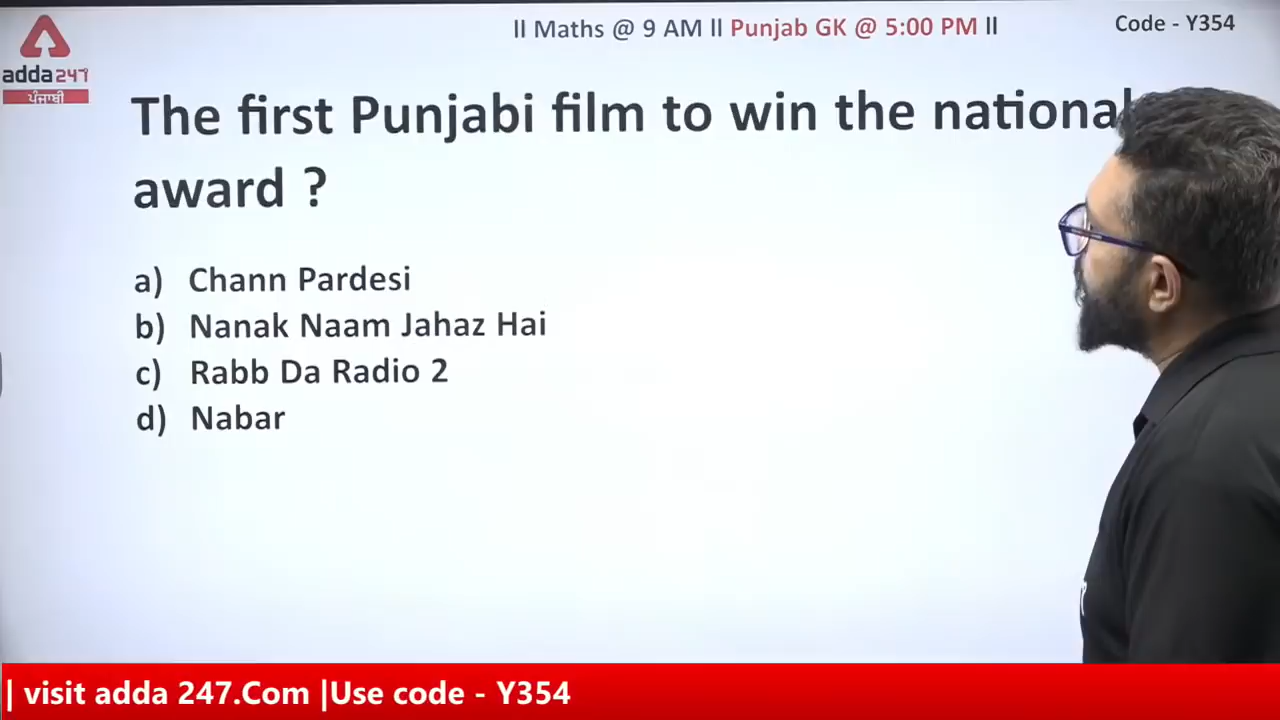 ll Maths @ 9 AM ll Punjab GK @ 5:00 PM ll
Code - Y354
adda247
ਪੰਜਾਬੀ
The first Punjabi film to win the national
award ?
a) Chann Pardesi
b) Nanak Naam Jahaz Hai
c) Rabb Da Radio 2
d) Nabar
| visit adda 247.Com |Use code - Y354